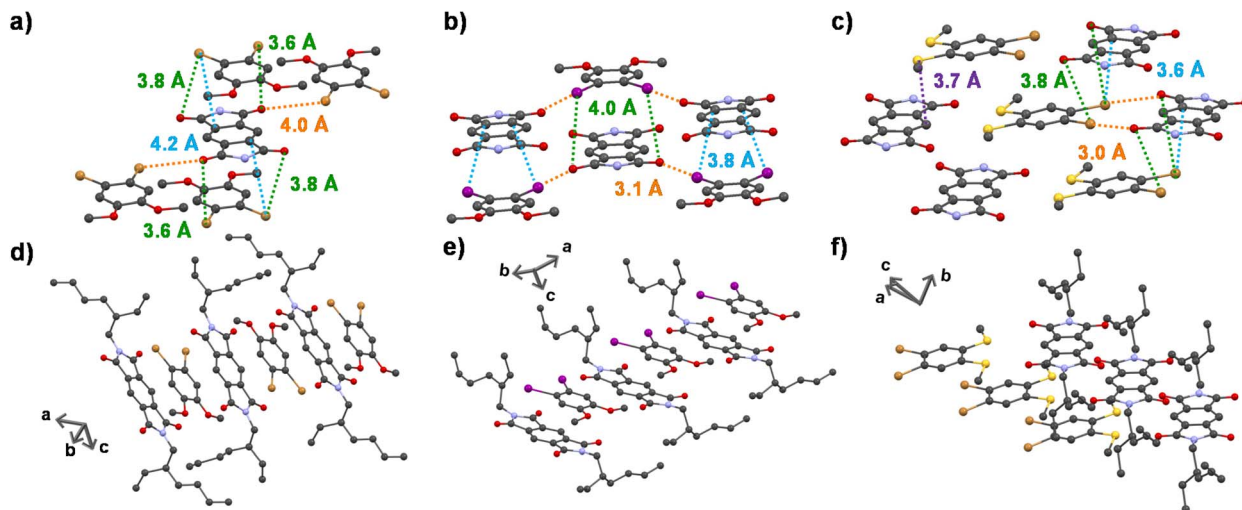 a)
3.6 Å
3.8 Å
4.0 Å
4.2 Å
3.8 Å
3.6 Å
b)
4.0 Å
3.8 Å
3.1 Å
c)
3.7 Å
3.8 Å
3.6 Å
3.0 Å
d)
a
b
c
e)
a
b
c
f)
c
a
b